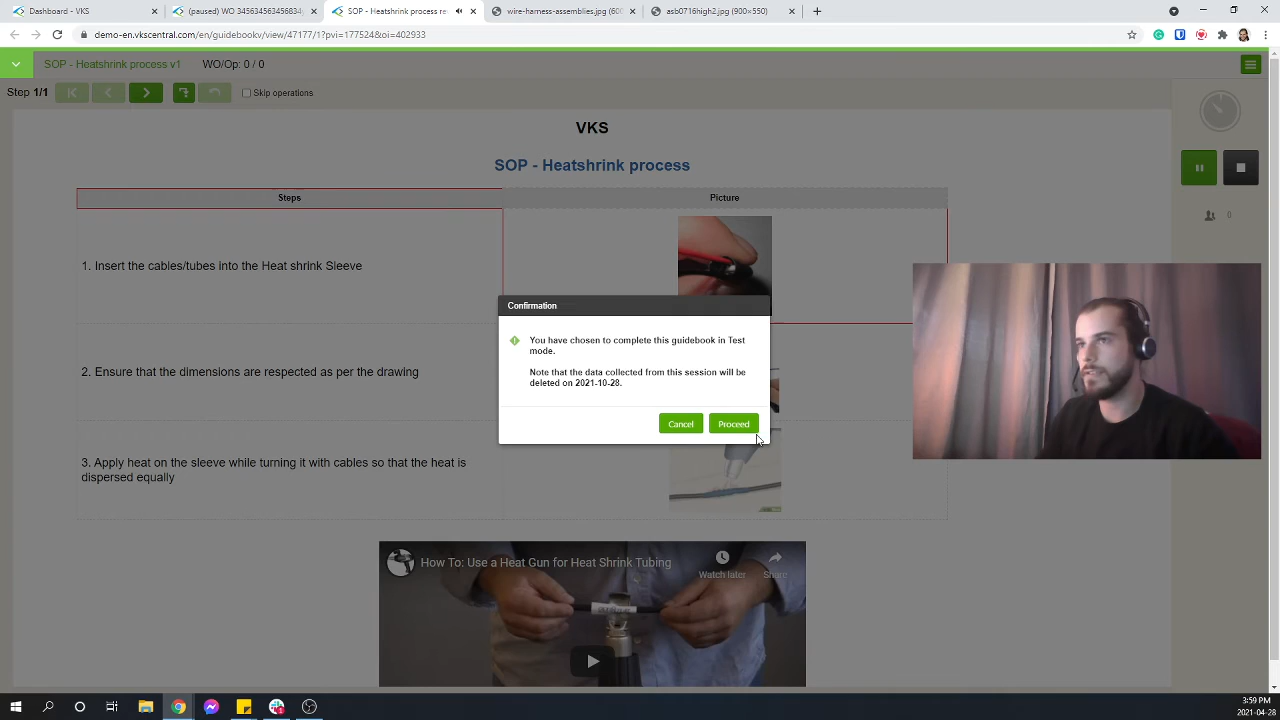 Dashboard - VKS
(paused) WO 345634563456834
SOP - Heatshrink process
wire-harness-assemblies.jpg (600
asb0716high2.jpg (900×550)
demo-en.vkscentral.com/en/guidebookv/view/47177/1?pvi=177524&oi=402933
SOP - Heatshrink process v1 WO/Op: 0 / 0
Step 1/1 Skip operations
VKS
SOP - Heatshrink process
Steps Picture
1. Insert the cables/tubes into the Heat shrink Sleeve
0
Confirmation
You have chosen to complete this guidebook in Test
mode.
Note that the data collected from this session will be
deleted on 2021-10-28.
Cancel Proceed
2. Ensure that the dimensions are respected as per the drawing
3. Apply heat on the sleeve while turning it with cables so that the heat is
dispersed equally
How To: Use a Heat Gun for Heat Shrink Tubing
Watch later Share
3:59 PM
2021-04-28